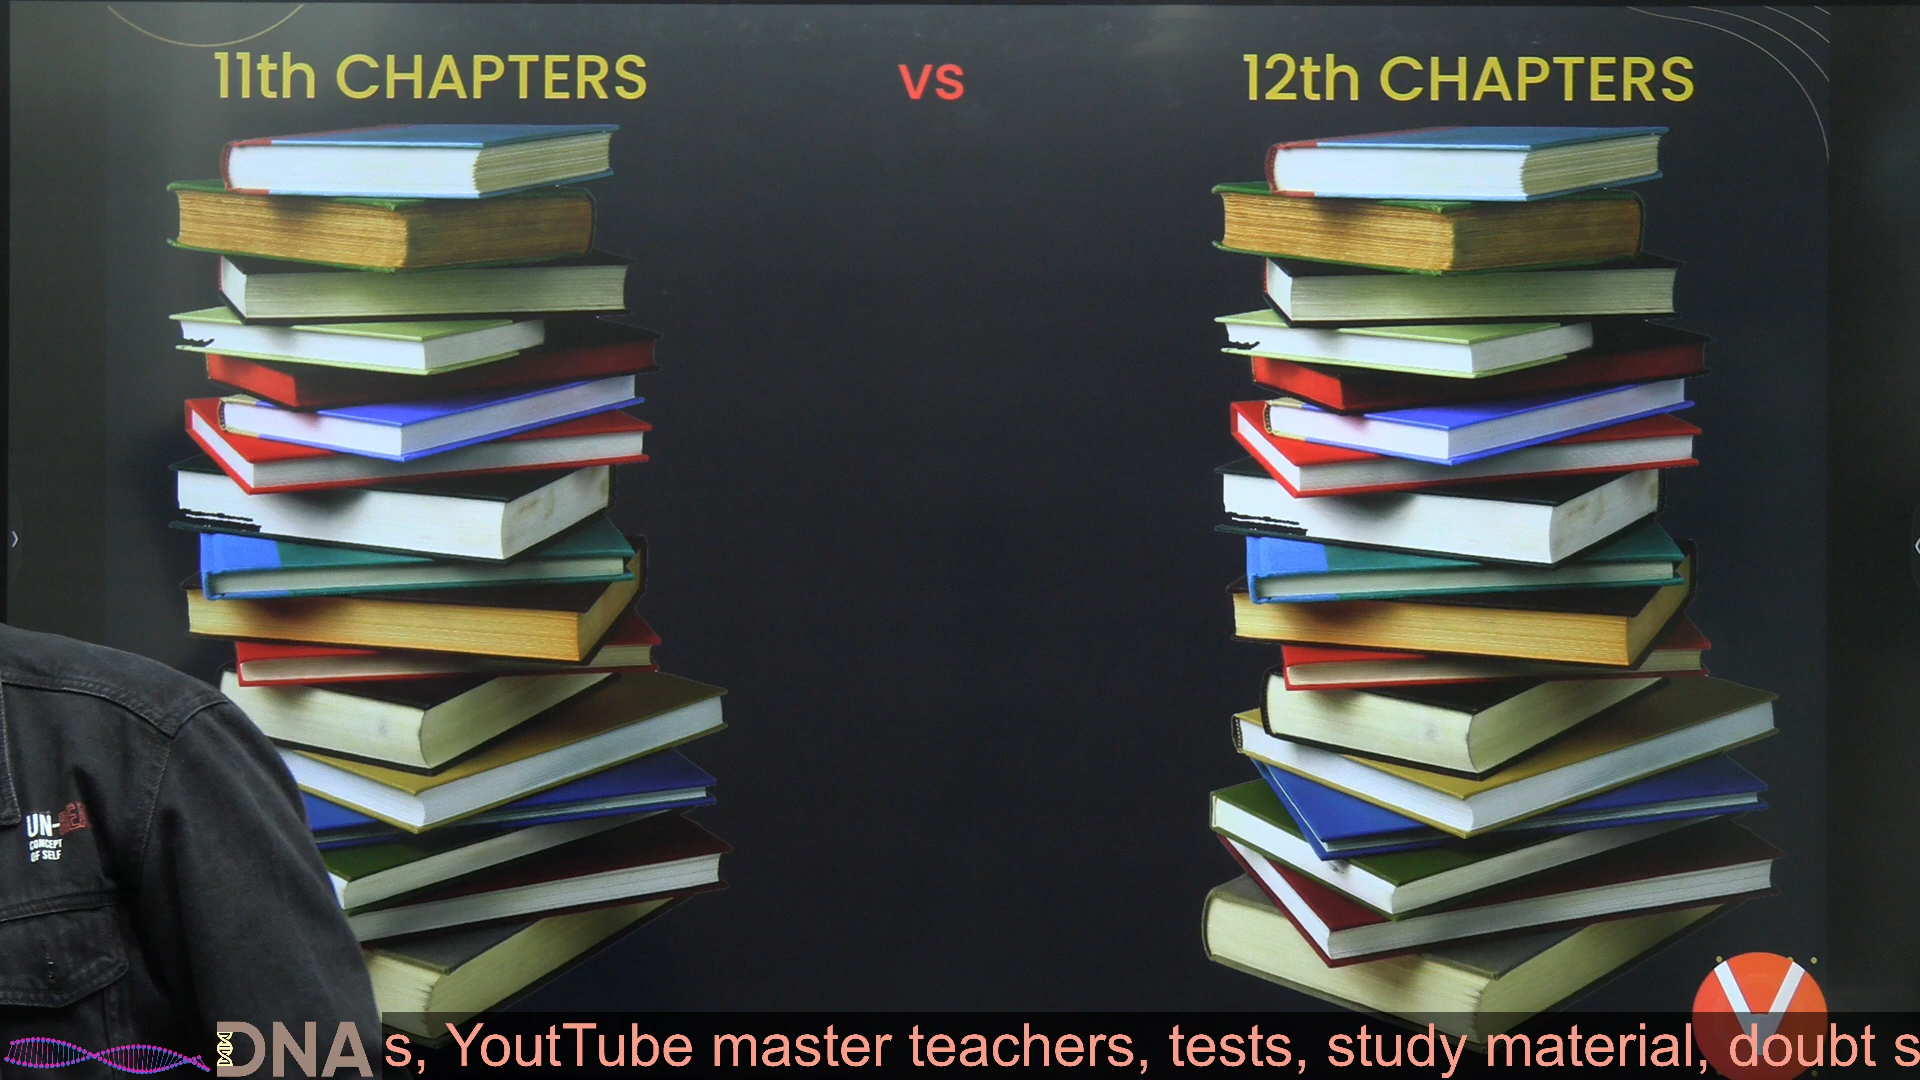 11th CHAPTERS
VS
12th CHAPTERS
UN-
CONCEPT
OF SELF
DNA
s, YoutTube master teachers, tests, study material, doubt s
V